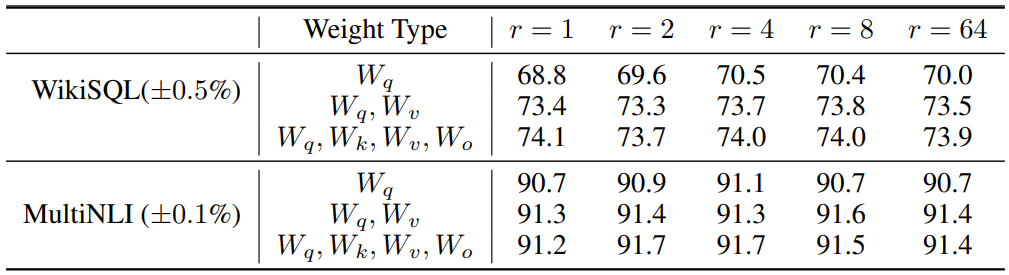 Weight Type r = 1 r = 2 r = 4 r = 8 r = 64
WikiSQL(±0.5%) W_q 68.8 69.6 70.5 70.4 70.0
W_q, W_v 73.4 73.3 73.7 73.8 73.5
W_q, W_k, W_v, W_o 74.1 73.7 74.0 74.0 73.9
MultiNLI (±0.1%) W_q 90.7 90.9 91.1 90.7 90.7
W_q, W_v 91.3 91.4 91.3 91.6 91.4
W_q, W_k, W_v, W_o 91.2 91.7 91.7 91.5 91.4